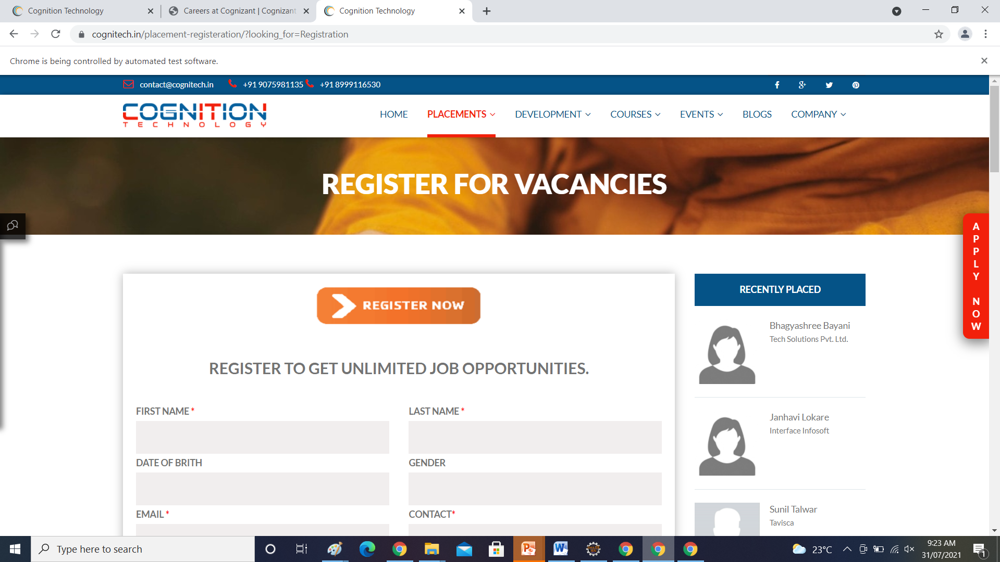 Cognition Technology
Careers at Cognizant | Cognizant
Cognition Technology
cognitech.in/placement-registeration/?looking_for=Registration
Chrome is being controlled by automated test software.
contact@cognitech.in +91 9075981135 +91 8999116530
COGNITION
TECHNOLOGY
HOME PLACEMENTS DEVELOPMENT COURSES EVENTS BLOGS COMPANY
REGISTER FOR VACANCIES
APPLY NOW
REGISTER NOW
REGISTER TO GET UNLIMITED JOB OPPORTUNITIES.
FIRST NAME *
LAST NAME *
DATE OF BRITH
GENDER
EMAIL *
CONTACT*
RECENTLY PLACED
Bhagyashree Bayani
Tech Solutions Pvt. Ltd.
Janhavi Lokare
Interface Infosoft
Sunil Talwar
Tavisca
Type here to search
23°C
9:23 AM
31/07/2021
1